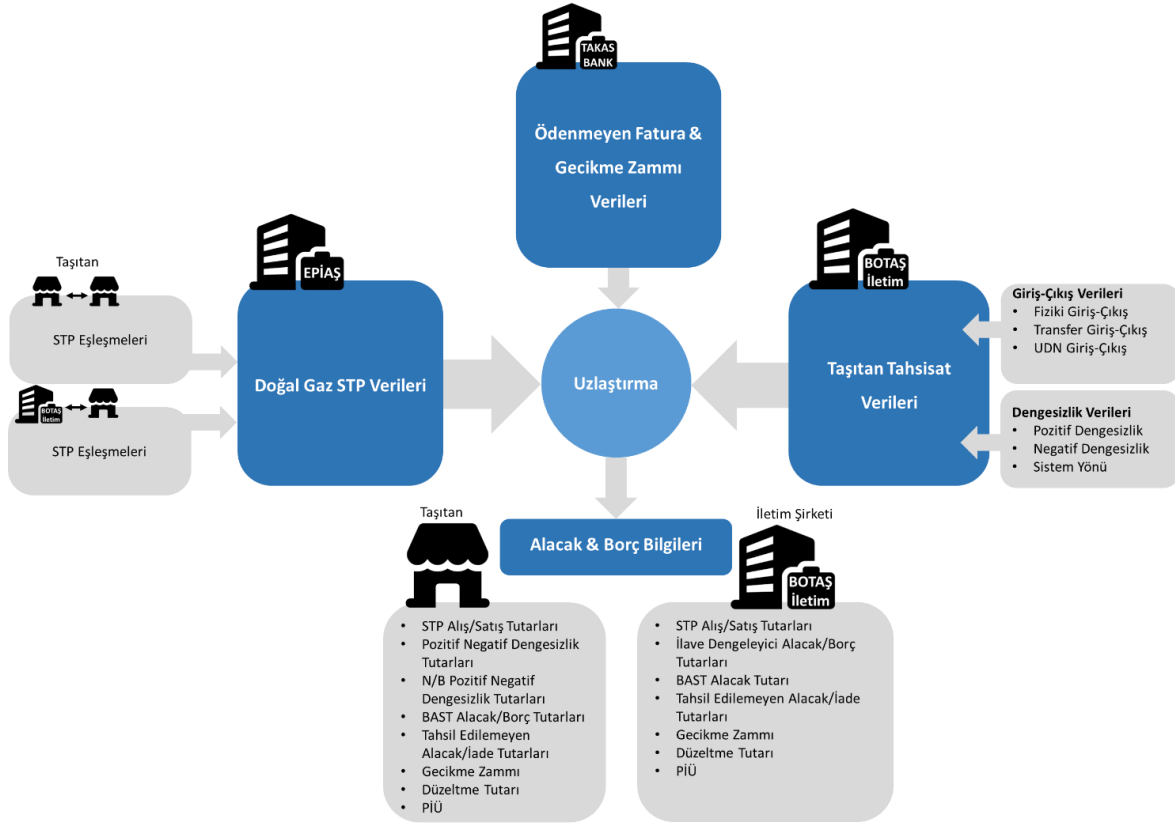 TAKAS
BANK
Ödenmeyen Fatura &
Gecikme Zammı
Verileri
Taşıtan
STP Eşleşmeleri
BOTAŞ
İletim
STP Eşleşmeleri
EPİAŞ
Doğal Gaz STP Verileri
Uzlaştırma
BOTAŞ
İletim
Taşıtan Tahsisat
Verileri
Giriş-Çıkış Verileri
• Fiziki Giriş-Çıkış
• Transfer Giriş-Çıkış
• UDN Giriş-Çıkış
Dengesizlik Verileri
• Pozitif Dengesizlik
• Negatif Dengesizlik
• Sistem Yönü
Alacak & Borç Bilgileri
Taşıtan
• STP Alış/Satış Tutarları
• Pozitif Negatif Dengesizlik
Tutarları
• N/B Pozitif Negatif
Dengesizlik Tutarları
• BAST Alacak/Borç Tutarları
• Tahsil Edilemeyen
Alacak/İade Tutarları
• Gecikme Zammı
• Düzeltme Tutarı
• PİÜ
İletim Şirketi
BOTAŞ
İletim
• STP Alış/Satış Tutarları
• İlave Dengeleyici Alacak/Borç
Tutarları
• BAST Alacak Tutarı
• Tahsil Edilemeyen Alacak/İade
Tutarları
• Gecikme Zammı
• Düzeltme Tutarı
• PİÜ